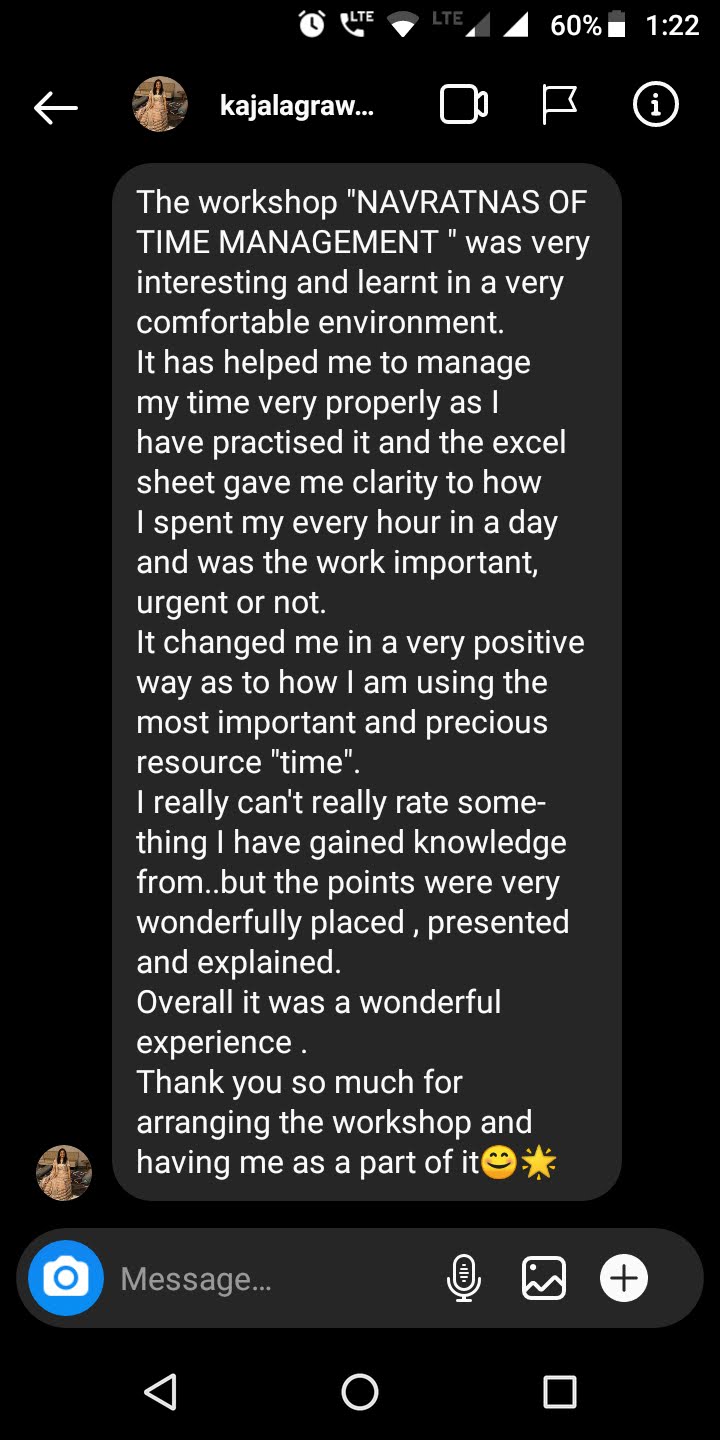 LTE LTE 60% 1:22
kajalagraw...
The workshop "NAVRATNAS OF
TIME MANAGEMENT " was very
interesting and learnt in a very
comfortable environment.
It has helped me to manage
my time very properly as I
have practised it and the excel
sheet gave me clarity to how
I spent my every hour in a day
and was the work important,
urgent or not.
It changed me in a very positive
way as to how I am using the
most important and precious
resource "time".
I really can't really rate some-
thing I have gained knowledge
from..but the points were very
wonderfully placed , presented
and explained.
Overall it was a wonderful
experience .
Thank you so much for
arranging the workshop and
having me as a part of it😊🌟
Message...